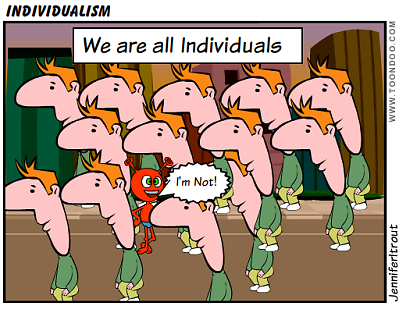 INDIVIDUALISM
We are all Individuals
I'm Not!
WWW.TOONDOO.COM
Jenniferltrout